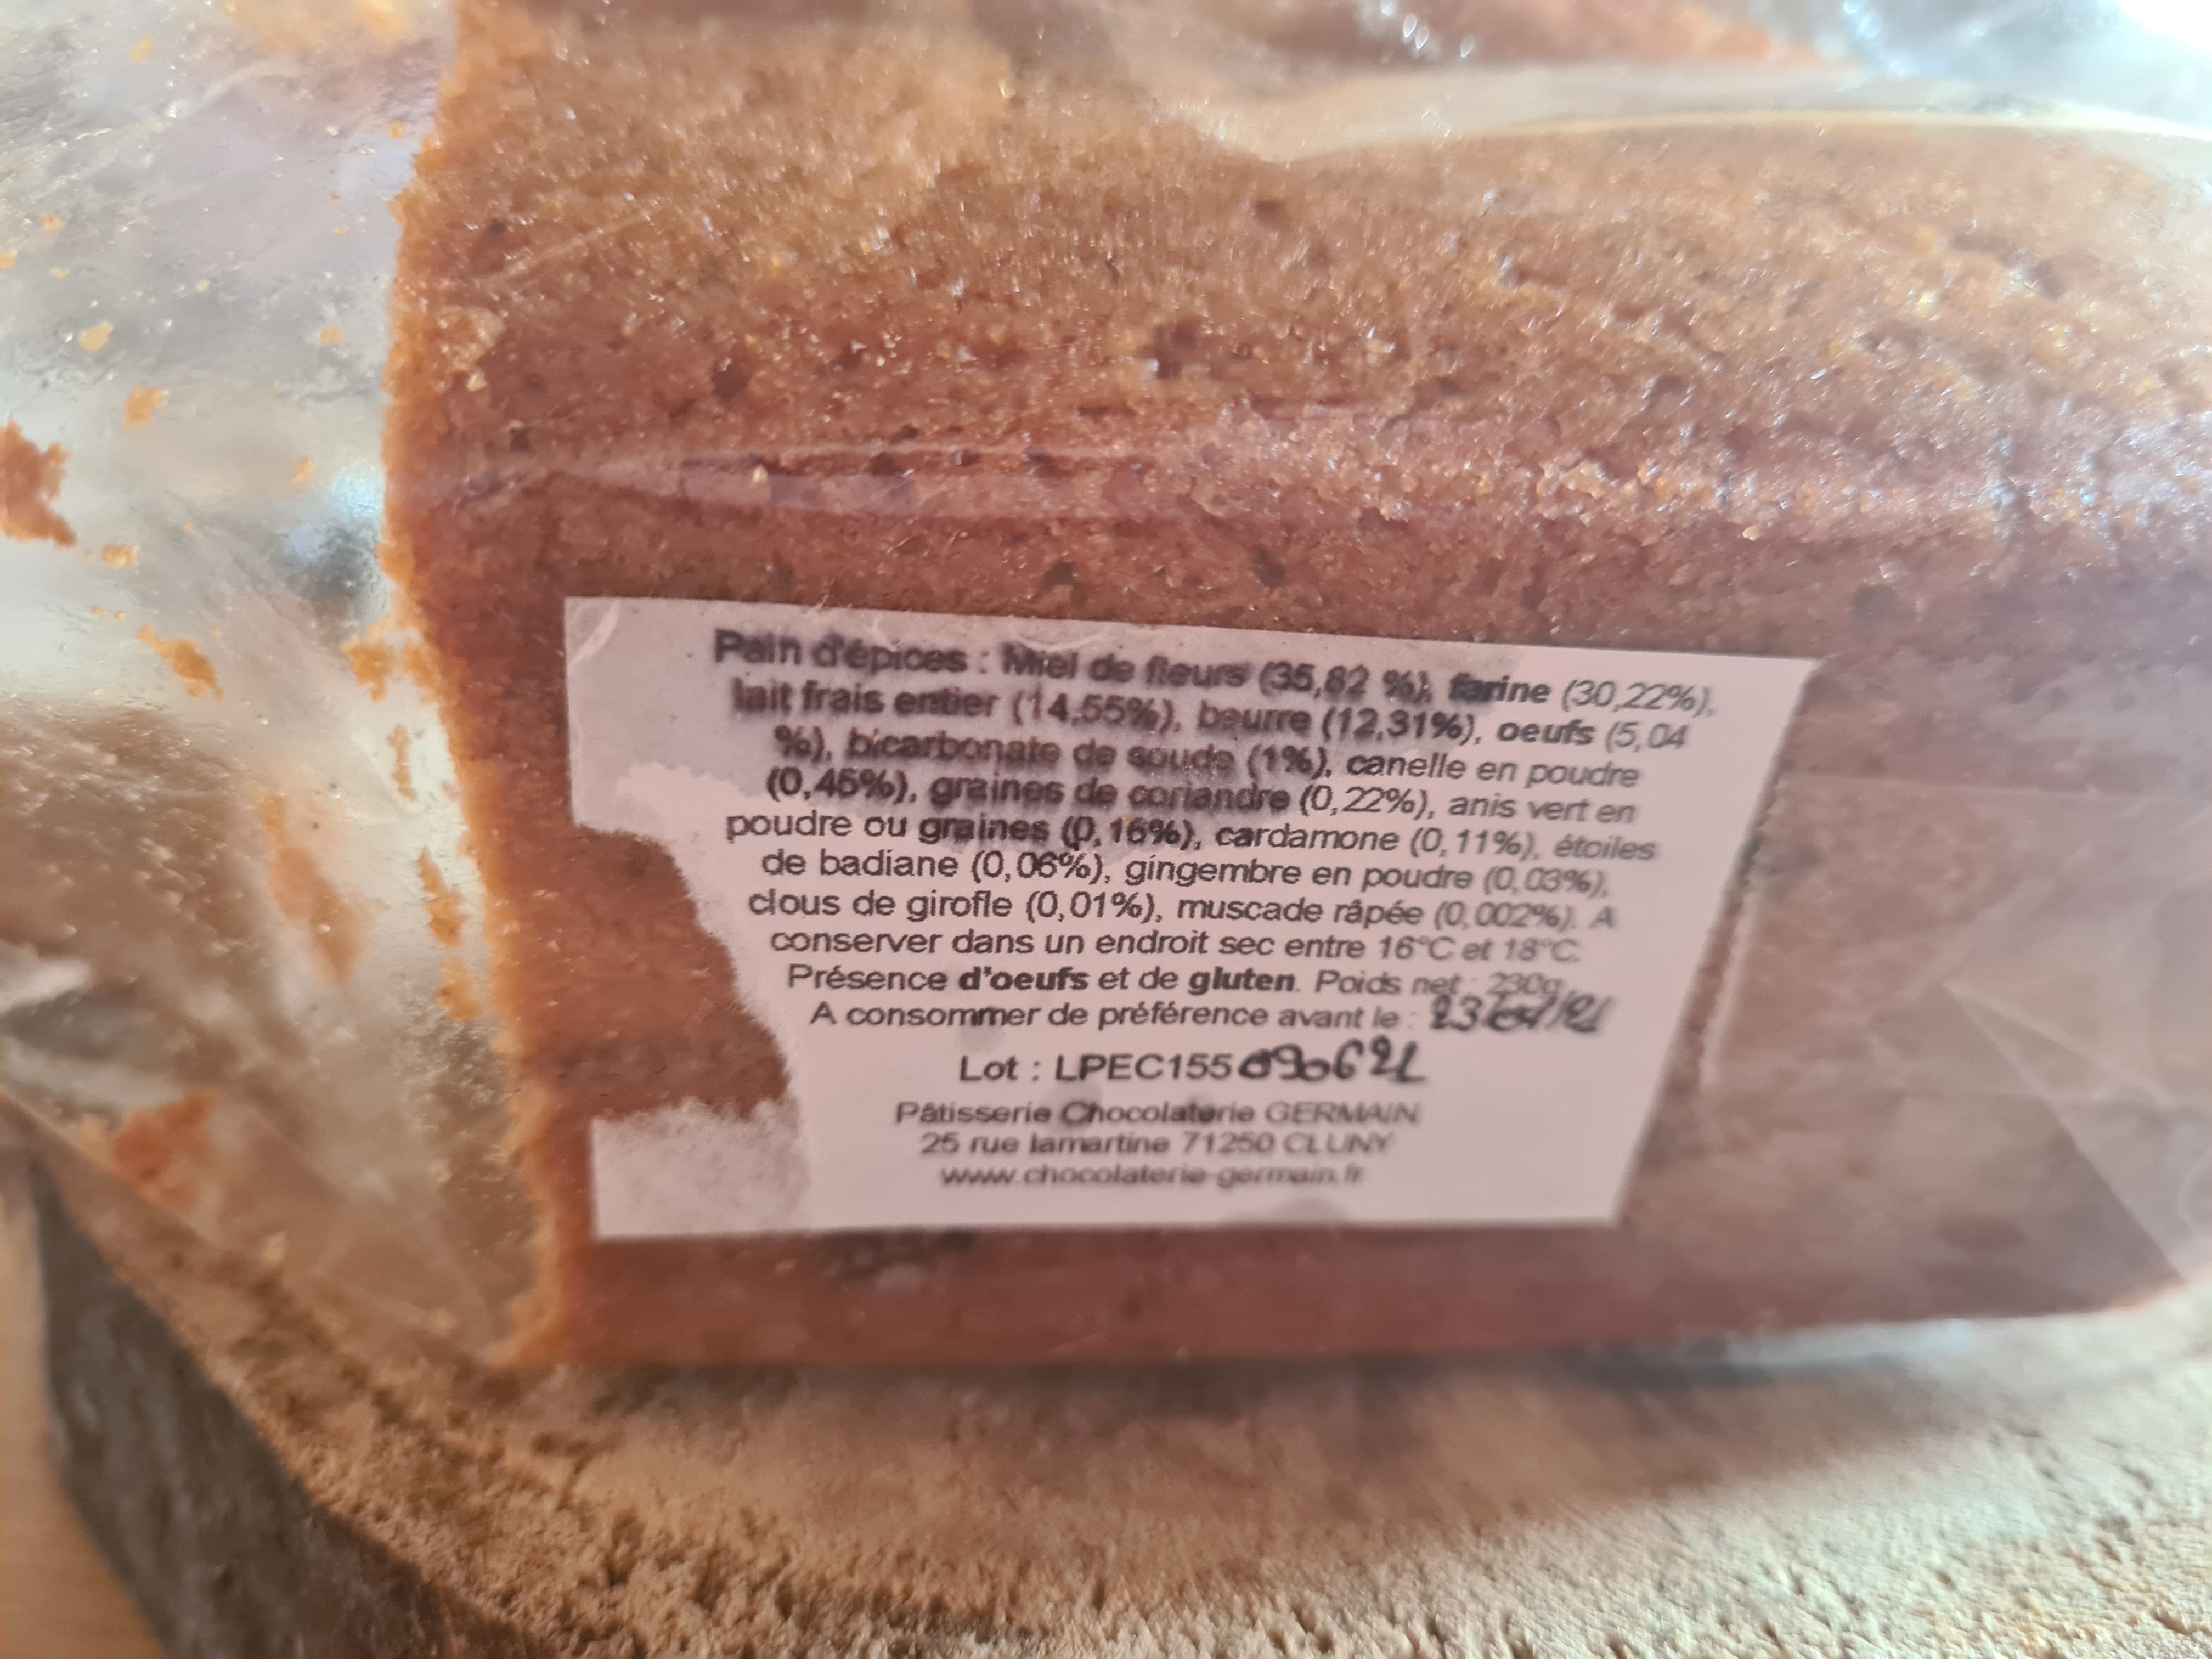 Pain d'épices : Miel de fleurs (35,82 %), farine (30,22%),
lait frais entier (14,55%), beurre (12,31%), oeufs (5,04
%), bicarbonate de soude (1%), canelle en poudre
(0,45%), graines de coriandre (0,22%), anis vert en
poudre ou graines (0,16%), cardamone (0,11%), étoiles
de badiane (0,06%), gingembre en poudre (0,03%),
clous de girofle (0,01%), muscade râpée (0,002%). A
conserver dans un endroit sec entre 16°C et 18°C.
Présence d'oeufs et de gluten. Poids net : 230g
A consommer de préférence avant le :
Lot : LPEC155 090621
Pâtisserie Chocolaterie GERMAIN
25 rue lamartine 71250 CLUNY
www.chocolaterie-germain.fr